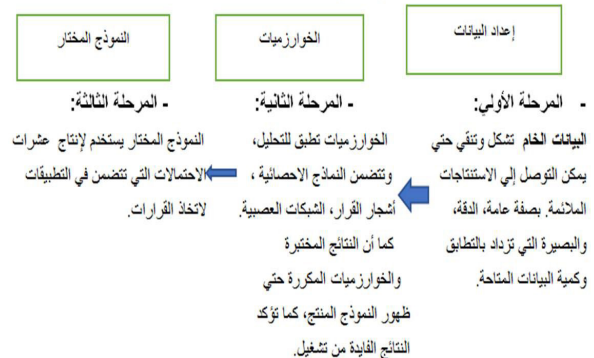 إعداد البيانات
الخوارزميات
النموذج المختار
- المرحلة الأولي:
البيانات الخام تشكل وتنقي حتي
يمكن التوصل إلي الاستنتاجات
الملائمة. بصفة عامة، الدقة،
والبصيرة التي تزداد بالتطابق
وكمية البيانات المتاحة.
- المرحلة الثانية:
الخوارزميات تطبق للتحليل،
وتتضمن النماذج الاحصائية ،
أشجار القرار، الشبكات العصبية.
كما أن النتائج المختبرة
والخوارزميات المكررة حتي
ظهور النموذج المنتج، كما تؤكد
النتائج الفايدة من تشغيل.
- المرحلة الثالثة:
النموذج المختار يستخدم لإنتاج عشرات
الاحتمالات التي تتضمن في التطبيقات
لاتخاذ القرارات.